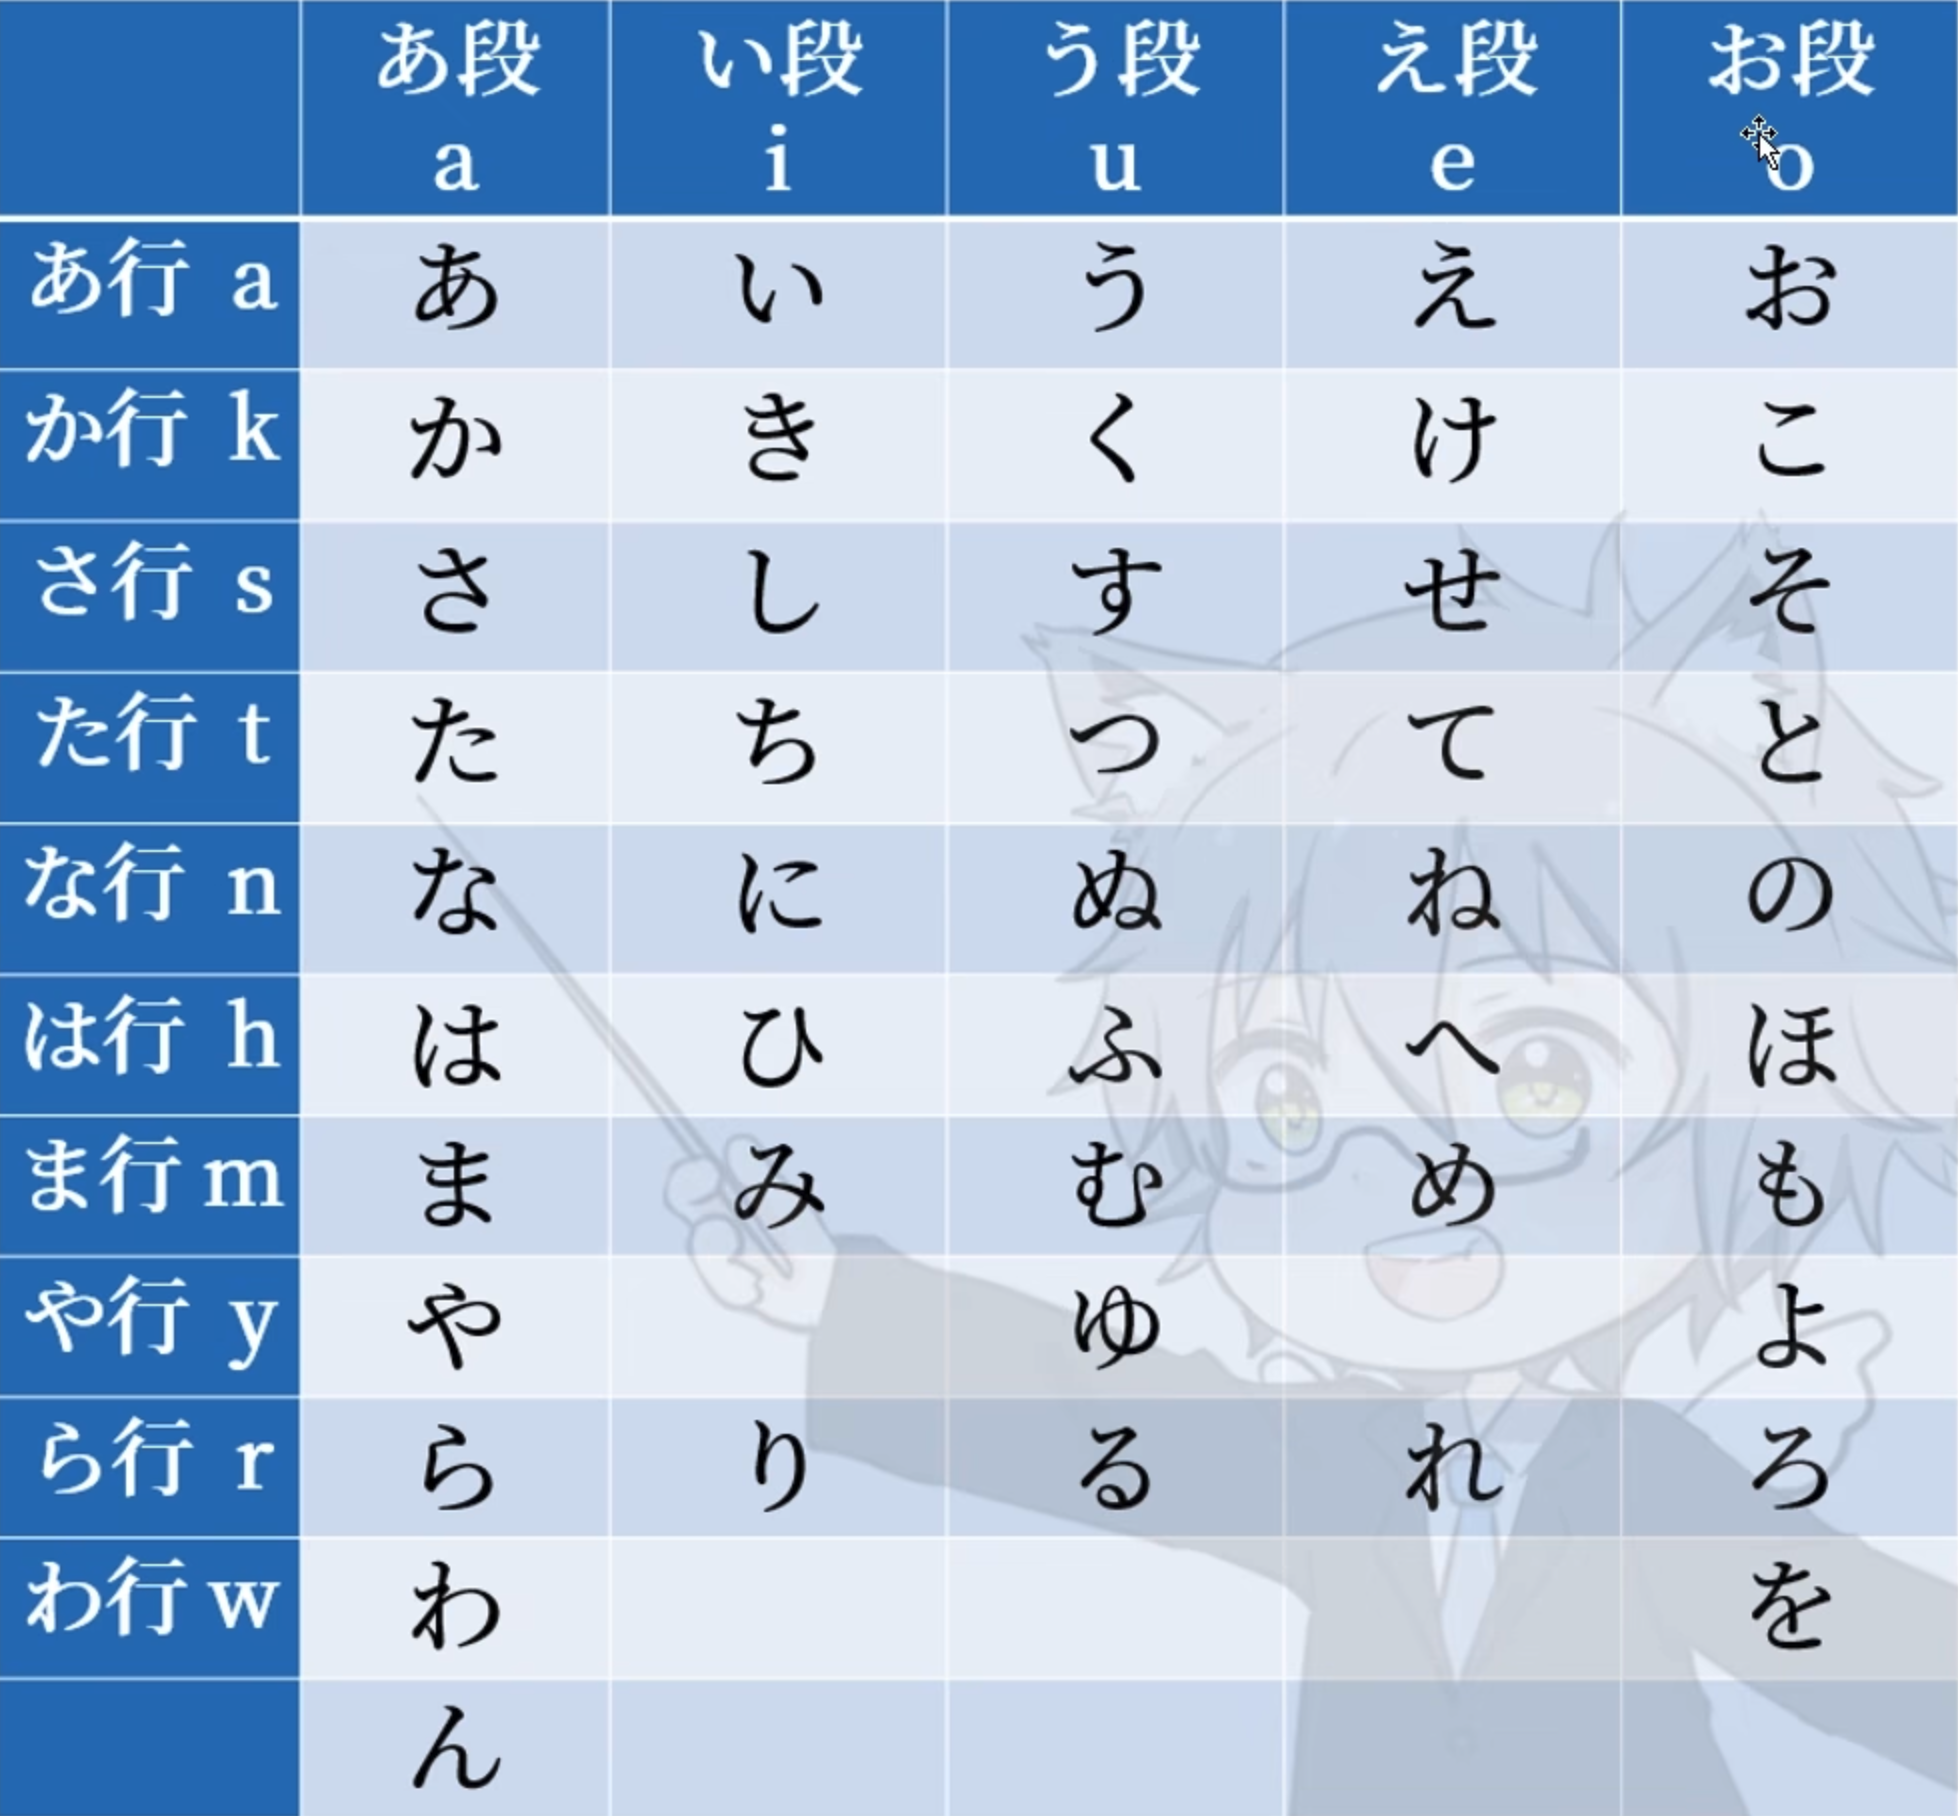 あ段 い段 う段 え段 お段
a i u e o
あ行 a あ い う え お
か行 k か き く け こ
さ行 s さ し す せ そ
た行 t た ち つ て と
な行 n な に ぬ ね の
は行 h は ひ ふ へ ほ
ま行 m ま み む め も
や行 y や ゆ よ
ら行 r ら り る れ ろ
わ行 w わ を
ん